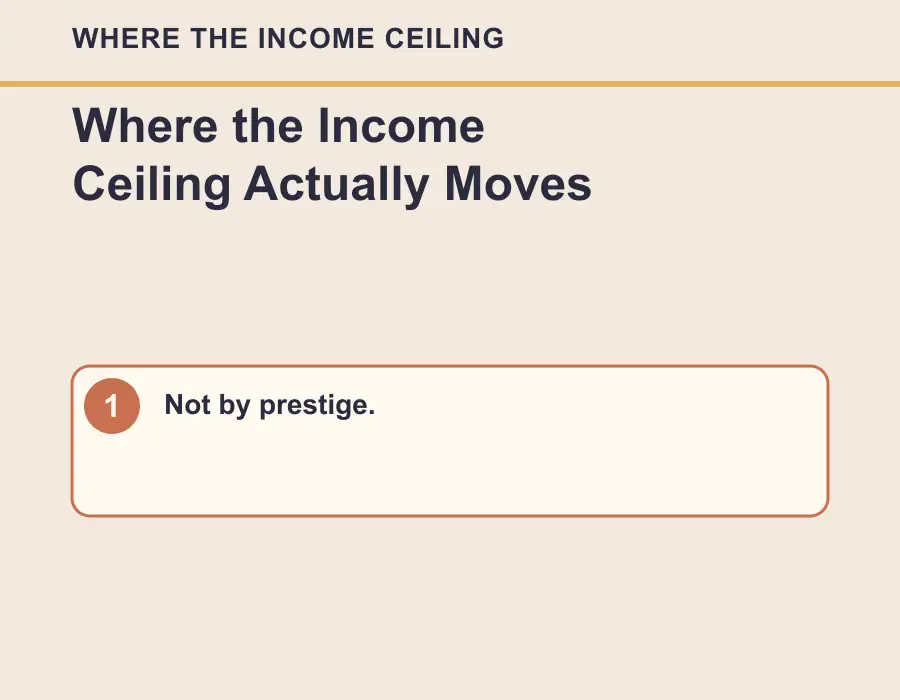 WHERE THE INCOME CEILING
Where the Income
Ceiling Actually Moves
1
Not by prestige.